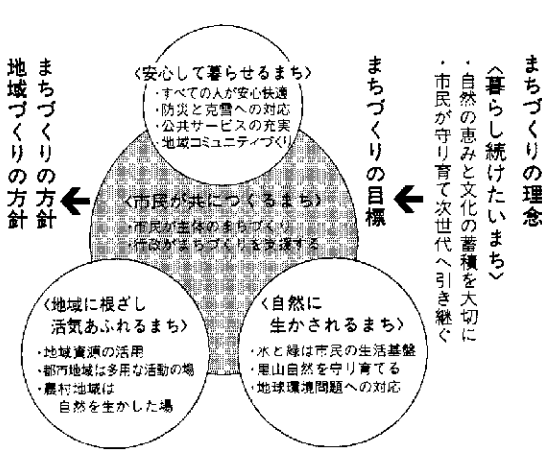 まちづくりの理念
〈暮らし続けたいまち〉
・自然の恵みと文化の蓄積を大切に
・市民が守り育て次世代へ引き継ぐ
まちづくりの目標
〈安心して暮らせるまち〉
・すべての人が安心快適
・防災と克雪への対応
・公共サービスの充実
・地域コミュニティづくり
〈市民が共につくるまち〉
・市民が主体のまちづくり
・行政がまちづくりを支援する
〈地域に根ざし
活気あふれるまち〉
・地域資源の活用
・都市地域は多用な活動の場
・農村地域は
自然を生かした場
〈自然に
生かされるまち〉
・水と緑は市民の生活基盤
・里山自然を守り育てる
・地球環境問題への対応
まちづくりの方針
地域づくりの方針